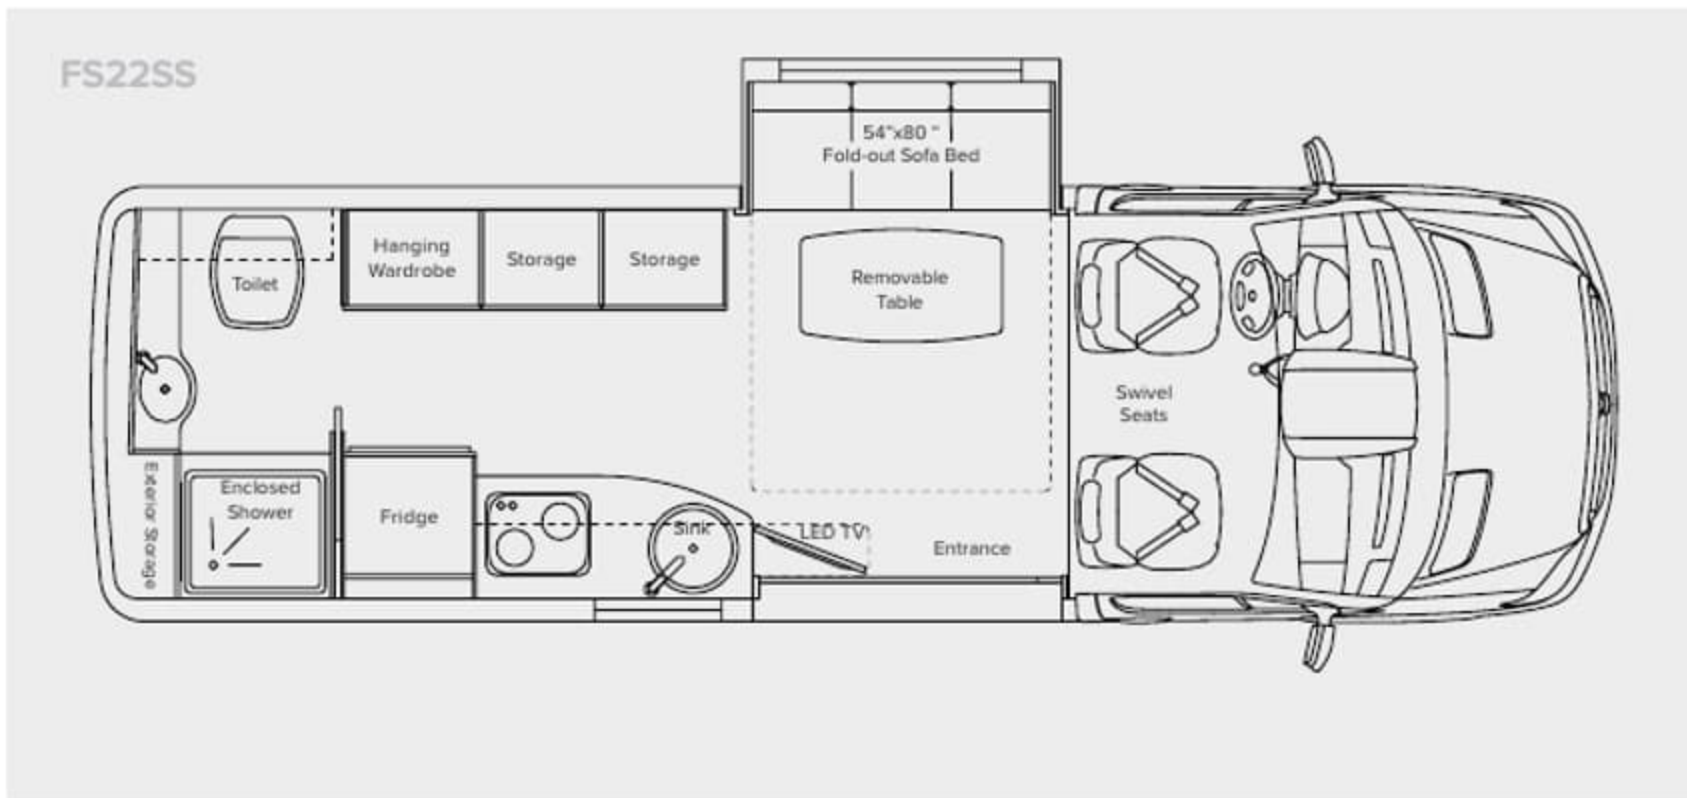 FS22SS
54"x80 "
Fold-out Sofa Bed
Hanging
Wardrobe
Storage
Storage
Toilet
Removable
Table
Swivel
Seats
Exterior Storage
Enclosed
Shower
Fridge
Sink
LED TV
Entrance